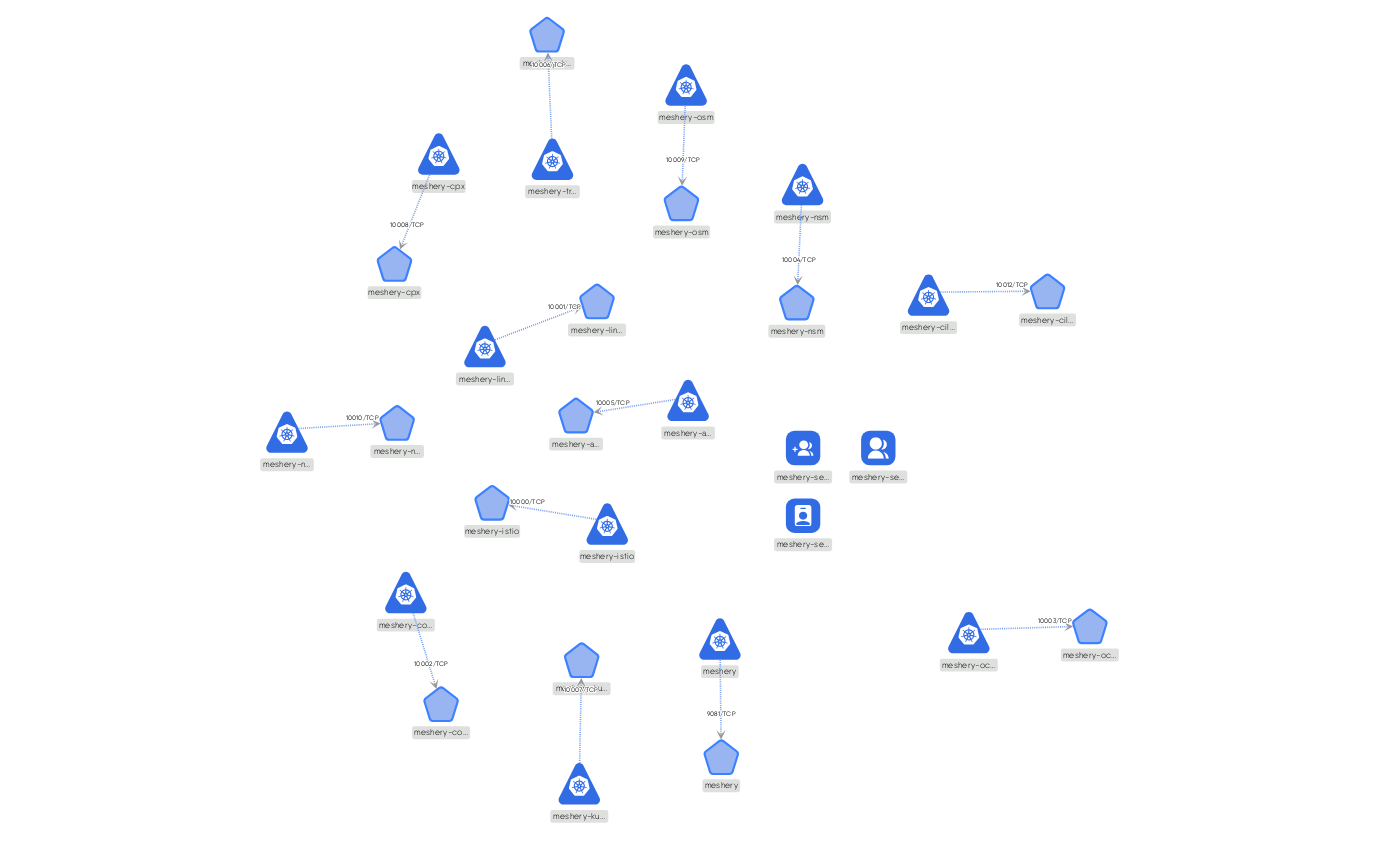 10006/TCP
meshery-osm
meshery-cpx
10009/TCP
meshery-tr...
meshery-nsm
10008/TCP
meshery-osm
10004/TCP
meshery-cpx
10012/TCP
10001/TCP
meshery-cil...
meshery-cil...
meshery-lin...
meshery-nsm
meshery-lin...
10005/TCP
10010/TCP
meshery-a...
meshery-a...
meshery-n...
meshery-n...
meshery-se...
meshery-se...
10000/TCP
meshery-istio
meshery-se...
meshery-istio
meshery-co...
10003/TCP
meshery-oc...
meshery-oc...
10002/TCP
meshery
10007/TCP
9081/TCP
meshery-co...
meshery
meshery-ku...